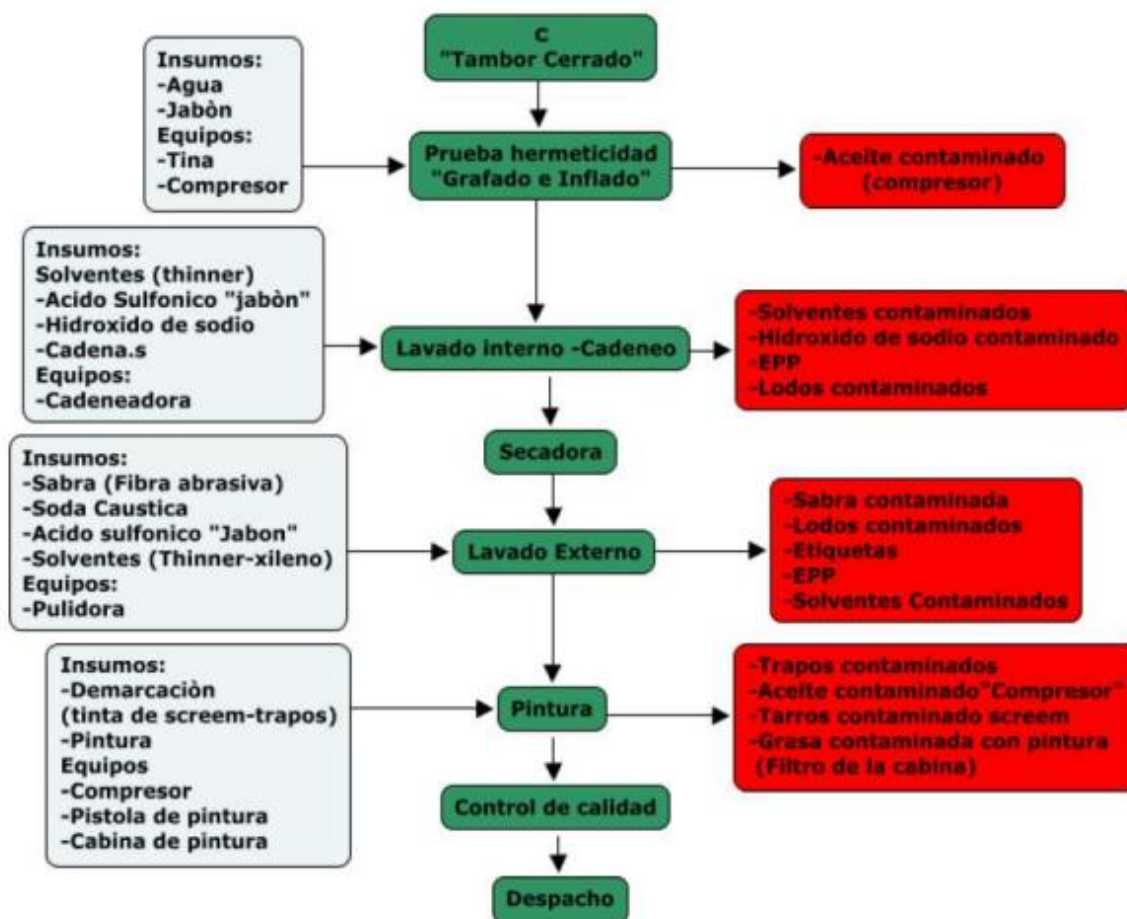 C
"Tambor Cerrado"
Insumos:
-Agua
-Jabòn
Equipos:
-Tina
-Compresor
Prueba hermeticidad
"Grafado e Inflado"
-Aceite contaminado
(compresor)
Insumos:
Solventes (thinner)
-Acido Sulfonico "jabòn"
-Hidroxido de sodio
-Cadena.s
Equipos:
-Cadeneadora
Lavado interno -Cadeneo
-Solventes contaminados
-Hidroxido de sodio contaminado
-EPP
-Lodos contaminados
Secadora
Insumos:
-Sabra (Fibra abrasiva)
-Soda Caustica
-Acido sulfonico "Jabon"
-Solventes (Thinner-xileno)
Equipos:
-Pulidora
Lavado Externo
-Sabra contaminada
-Lodos contaminados
-Etiquetas
-EPP
-Solventes Contaminados
Insumos:
-Demarcaciòn
(tinta de screem-trapos)
-Pintura
Equipos
-Compresor
-Pistola de pintura
-Cabina de pintura
Pintura
-Trapos contaminados
-Aceite contaminado"Compresor"
-Tarros contaminado screem
-Grasa contaminada con pintura
(Filtro de la cabina)
Control de calidad
Despacho